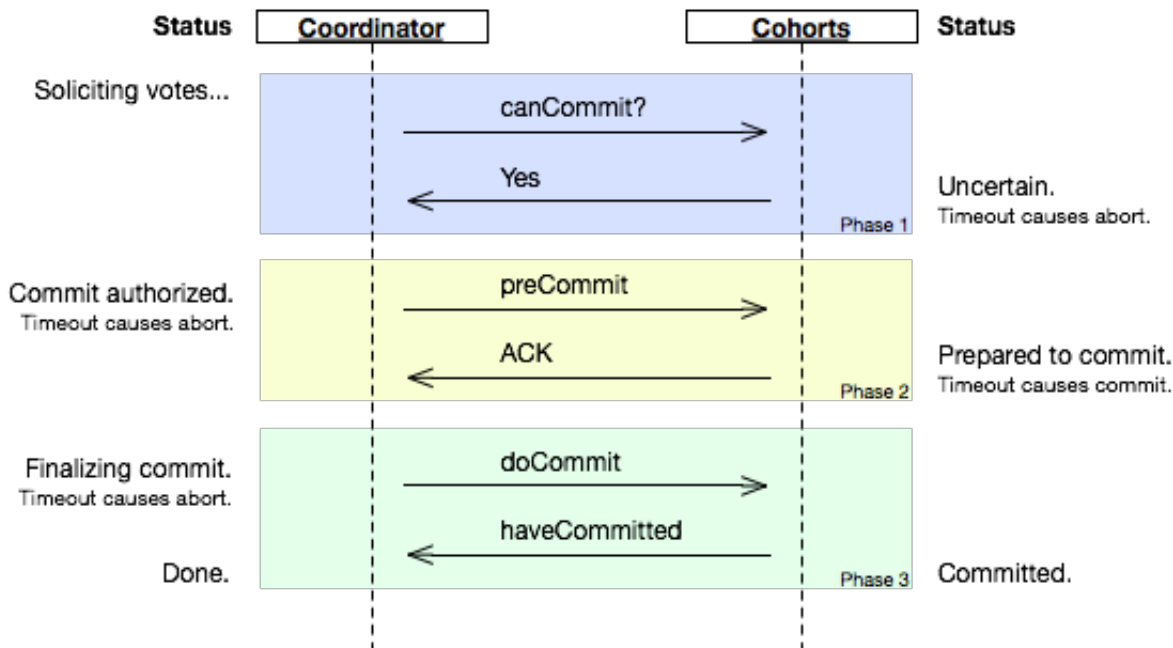 Status Coordinator Cohorts Status
Soliciting votes...
canCommit?
Yes
Uncertain.
Timeout causes abort.
Phase 1
Commit authorized.
Timeout causes abort.
preCommit
ACK
Prepared to commit.
Timeout causes commit.
Phase 2
Finalizing commit.
Timeout causes abort.
doCommit
haveCommitted
Done.
Phase 3
Committed.